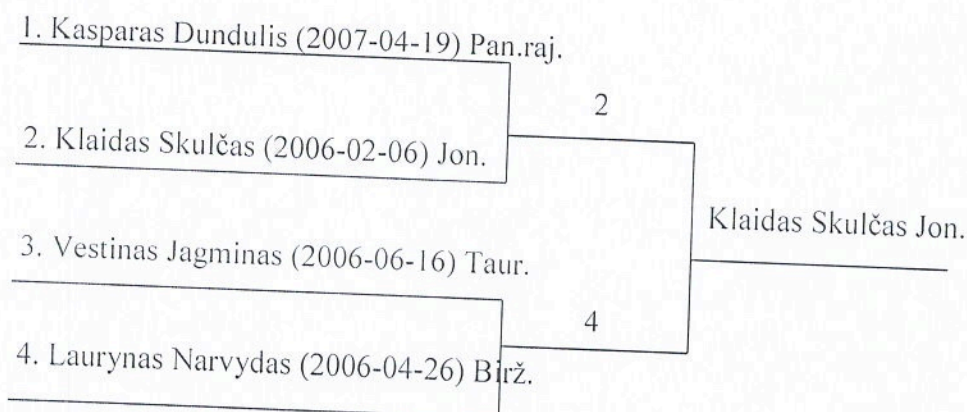 1. Kasparas Dundulis (2007-04-19) Pan.raj.
2
2. Klaidas Skulčas (2006-02-06) Jon.
Klaidas Skulčas Jon.
3. Vestinas Jagminas (2006-06-16) Taur.
4
4. Laurynas Narvydas (2006-04-26) Birž.